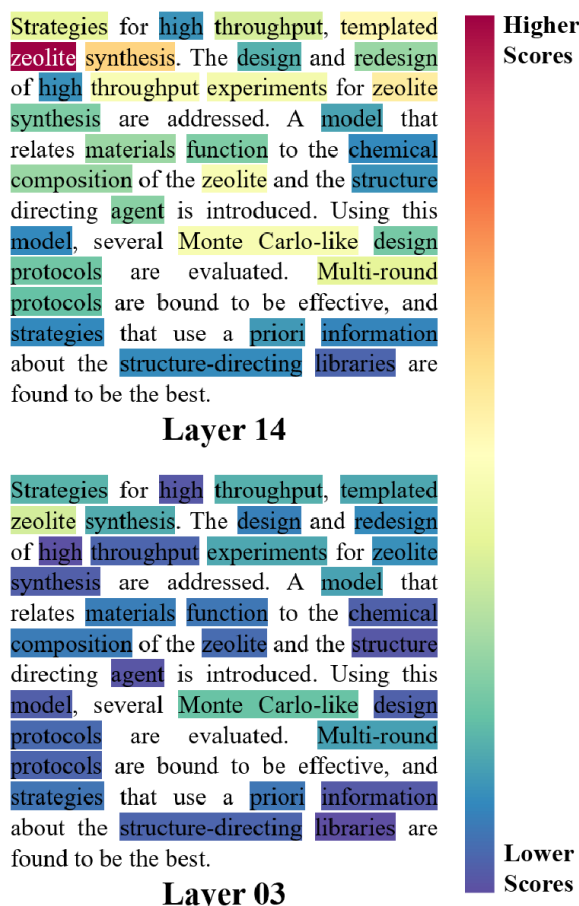 Strategies for high throughput, templated
zeolite synthesis. The design and redesign
of high throughput experiments for zeolite
synthesis are addressed. A model that
relates materials function to the chemical
composition of the zeolite and the structure
directing agent is introduced. Using this
model, several Monte Carlo-like design
protocols are evaluated. Multi-round
protocols are bound to be effective, and
strategies that use a priori information
about the structure-directing libraries are
found to be the best.
Layer 14
Strategies for high throughput, templated
zeolite synthesis. The design and redesign
of high throughput experiments for zeolite
synthesis are addressed. A model that
relates materials function to the chemical
composition of the zeolite and the structure
directing agent is introduced. Using this
model, several Monte Carlo-like design
protocols are evaluated. Multi-round
protocols are bound to be effective, and
strategies that use a priori information
about the structure-directing libraries are
found to be the best.
Layer 03
Higher
Scores
Lower
Scores